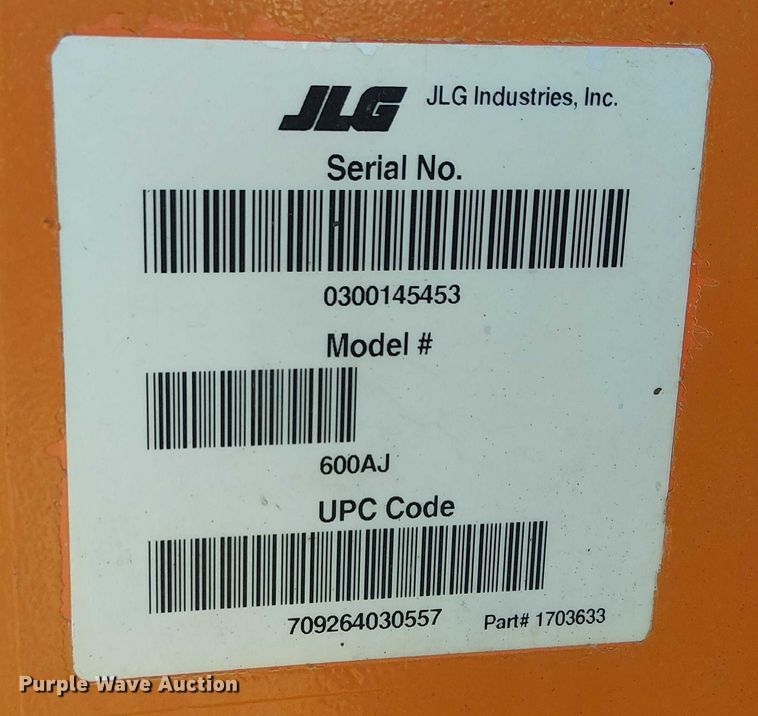 JLG JLG Industries, Inc.
Serial No.
0300145453
Model #
600AJ
UPC Code
709264030557 Part# 1703633
Purple Wave Auction